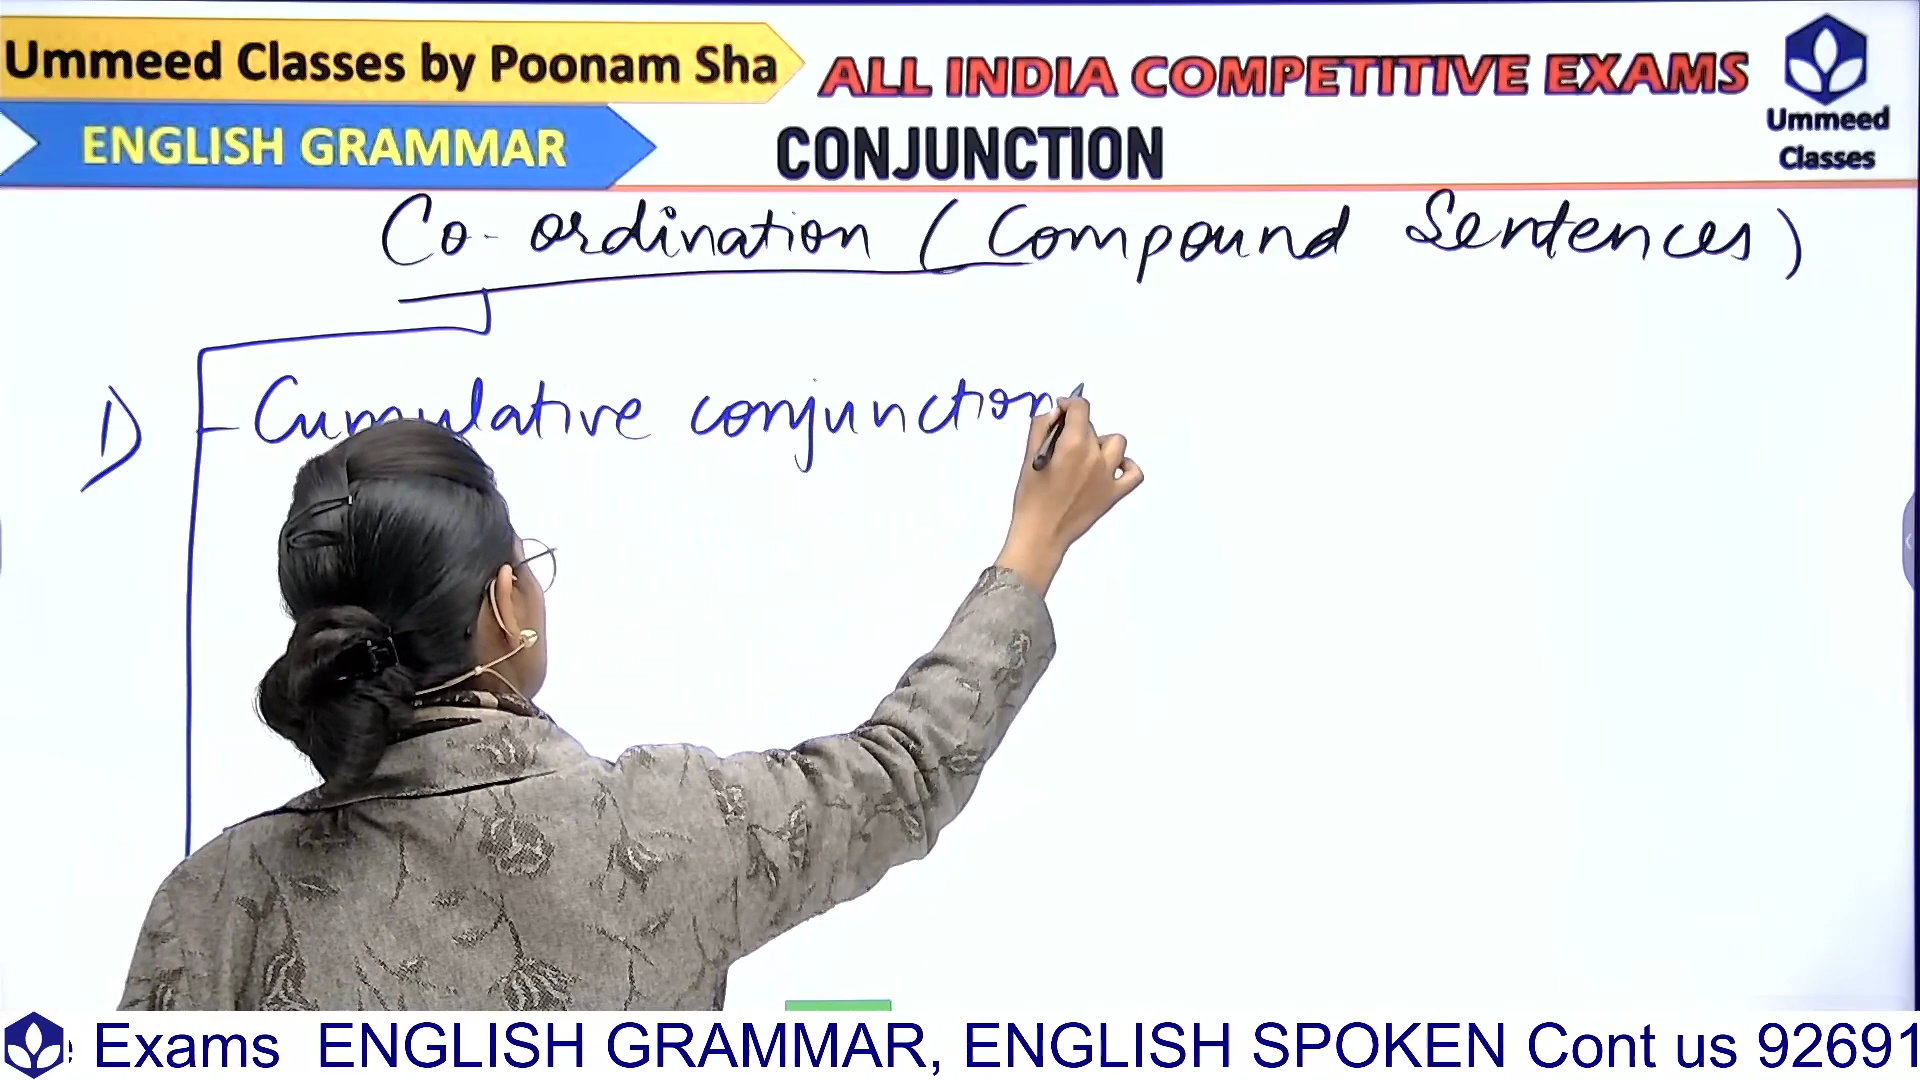 Ummeed Classes by Poonam Sha
ALL INDIA COMPETITIVE EXAMS
Ummeed
Classes
ENGLISH GRAMMAR
CONJUNCTION
Co-ordination (Compound Sentences)
1) Cumulative conjunction
e Exams ENGLISH GRAMMAR, ENGLISH SPOKEN Cont us 92691